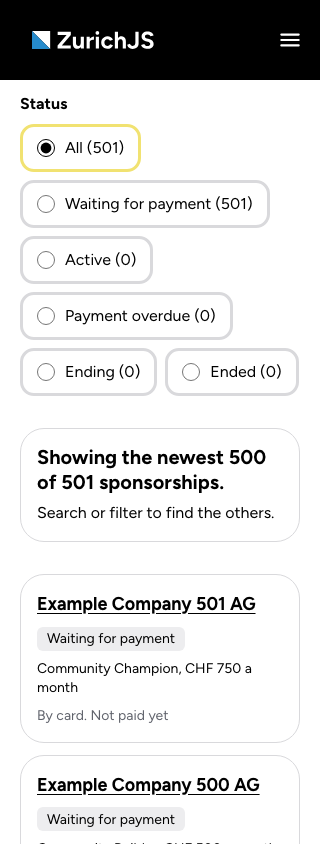 ZurichJS
Status
All (501)
Waiting for payment (501)
Active (0)
Payment overdue (0)
Ending (0)
Ended (0)
Showing the newest 500
of 501 sponsorships.
Search or filter to find the others.
Example Company 501 AG
Waiting for payment
Community Champion, CHF 750 a
month
By card. Not paid yet
Example Company 500 AG
Waiting for payment